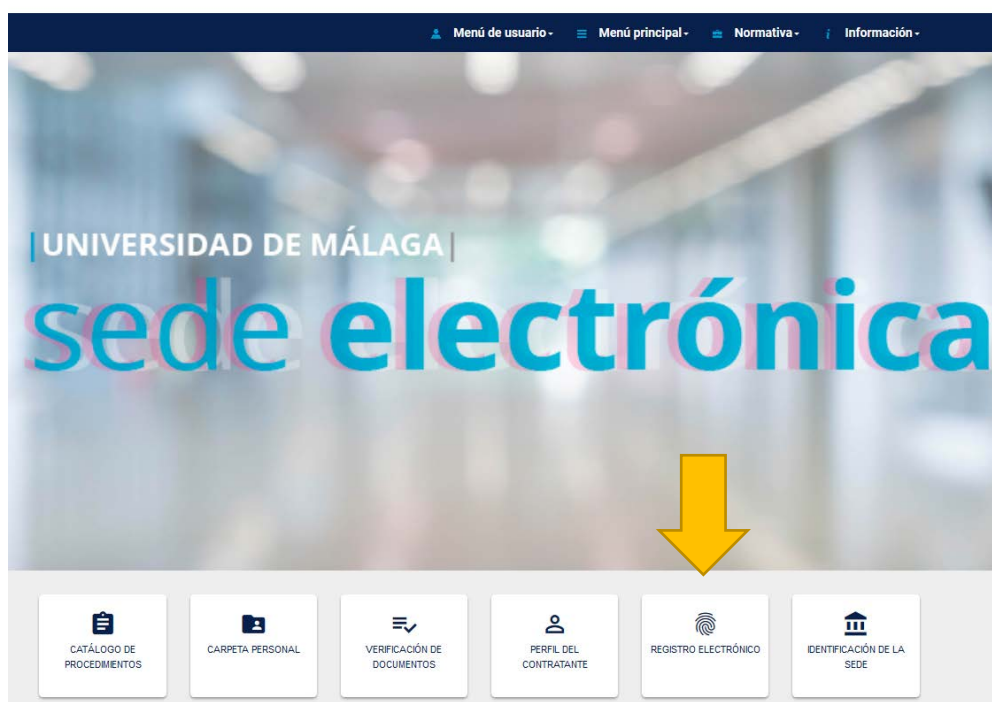 Menú de usuario Menú principal Normativa Información
|UNIVERSIDAD DE MÁLAGA|
sede electrónica
CATÁLOGO DE
PROCEDIMIENTOS
CARPETA PERSONAL
VERIFICACIÓN DE
DOCUMENTOS
PERFIL DEL
CONTRATANTE
REGISTRO ELECTRÓNICO
IDENTIFICACIÓN DE LA
SEDE